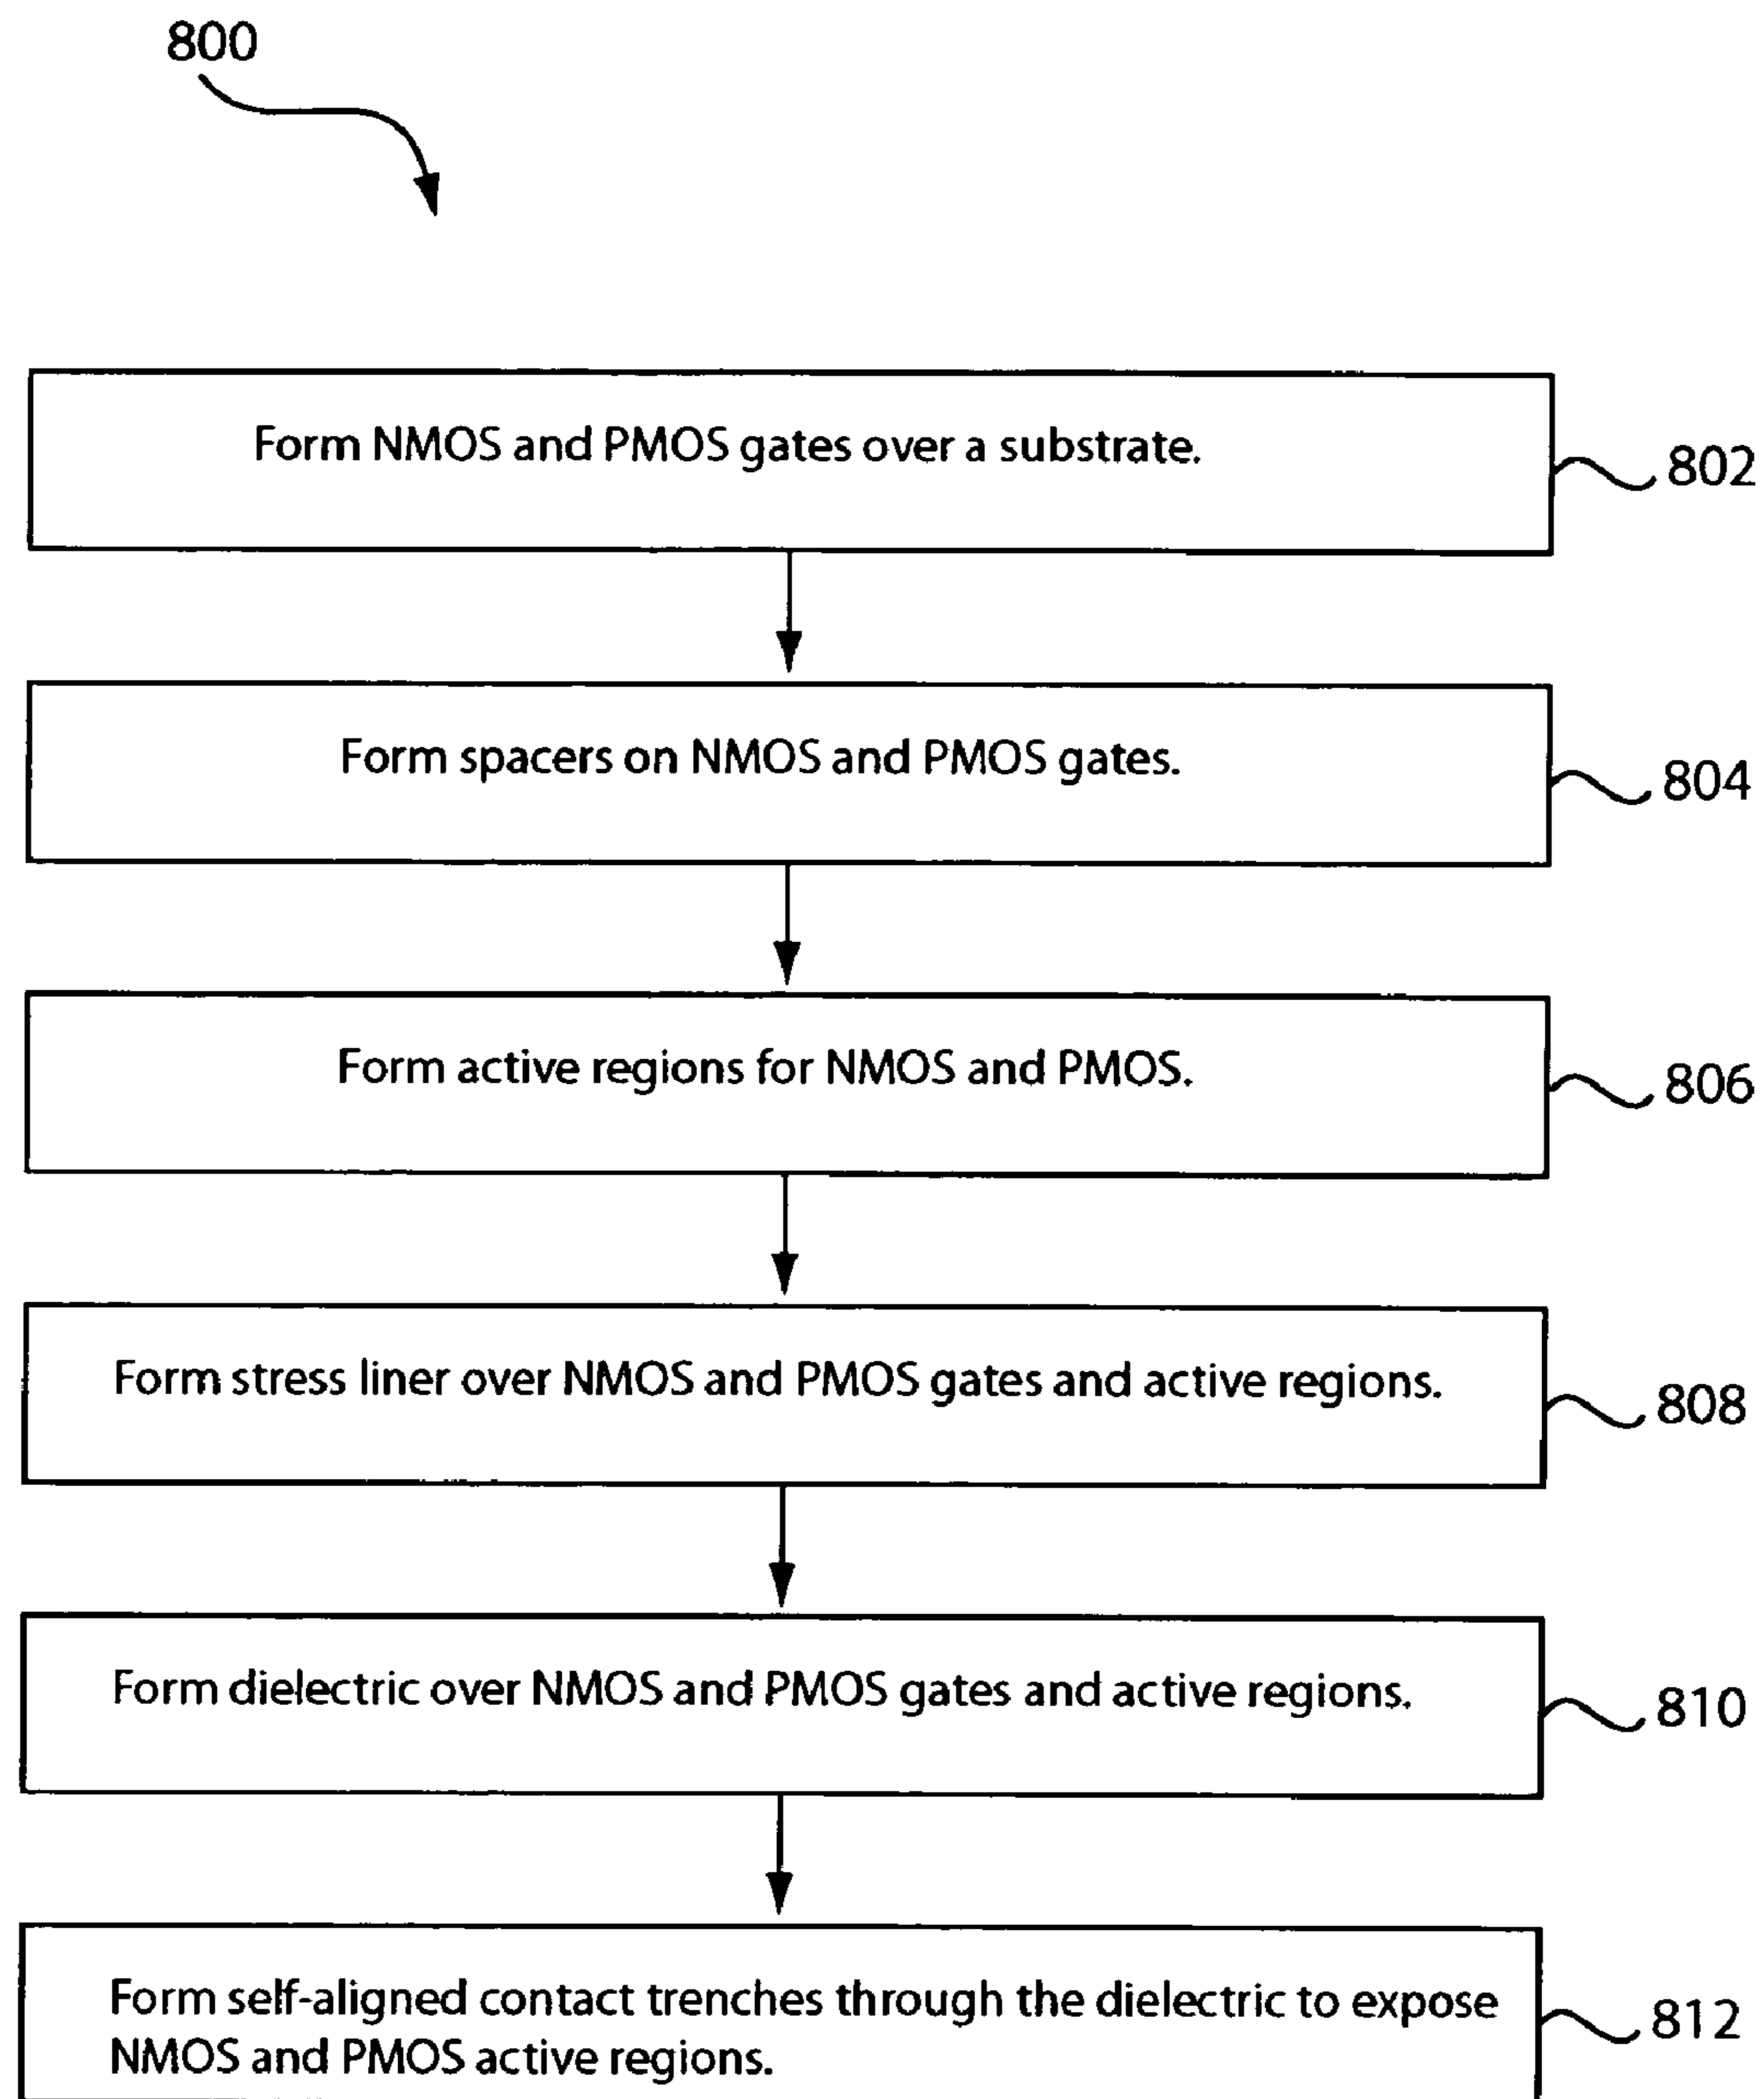 800
Form NMOS and PMOS gates over a substrate.
802
Form spacers on NMOS and PMOS gates.
804
Form active regions for NMOS and PMOS.
806
Form stress liner over NMOS and PMOS gates and active regions.
808
Form dielectric over NMOS and PMOS gates and active regions.
810
Form self-aligned contact trenches through the dielectric to expose
NMOS and PMOS active regions.
812